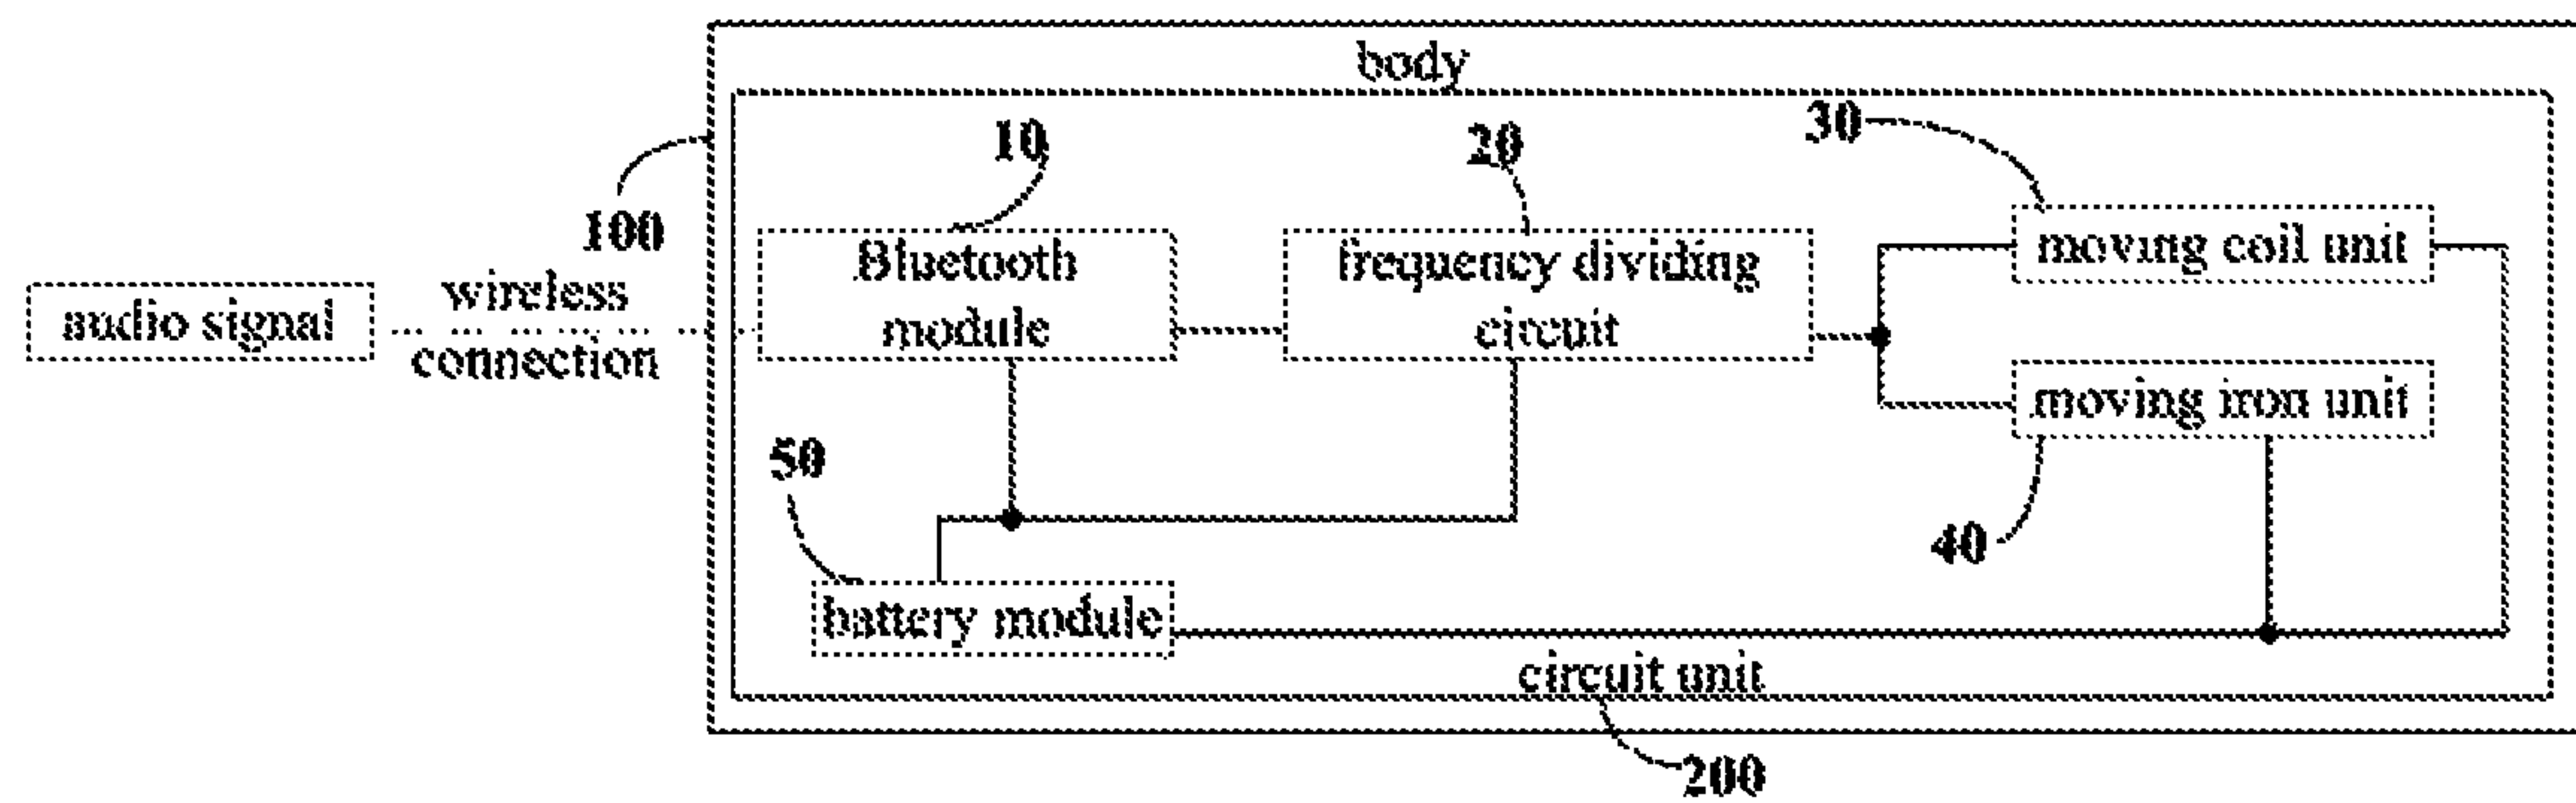 body
10
20
30
100
Bluetooth
module
frequency dividing
circuit
moving coil unit
audio signal
wireless
connection
moving iron unit
50
40
battery module
circuit unit
200